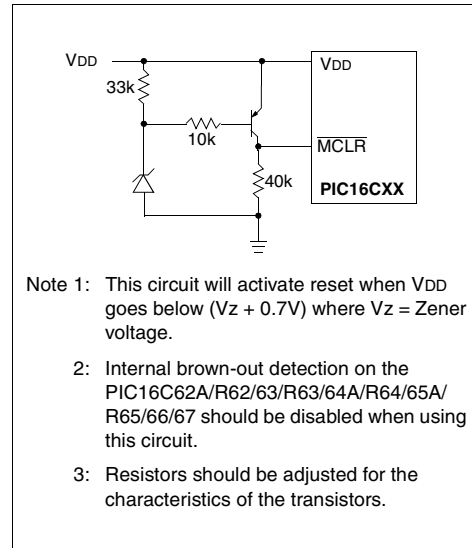 VDD
VDD
33k
10k
MCLR
40k
PIC16CXX
Note 1: This circuit will activate reset when VDD
goes below (Vz + 0.7V) where Vz = Zener
voltage.
2: Internal brown-out detection on the
PIC16C62A/R62/63/R63/64A/R64/65A/
R65/66/67 should be disabled when using
this circuit.
3: Resistors should be adjusted for the
characteristics of the transistors.